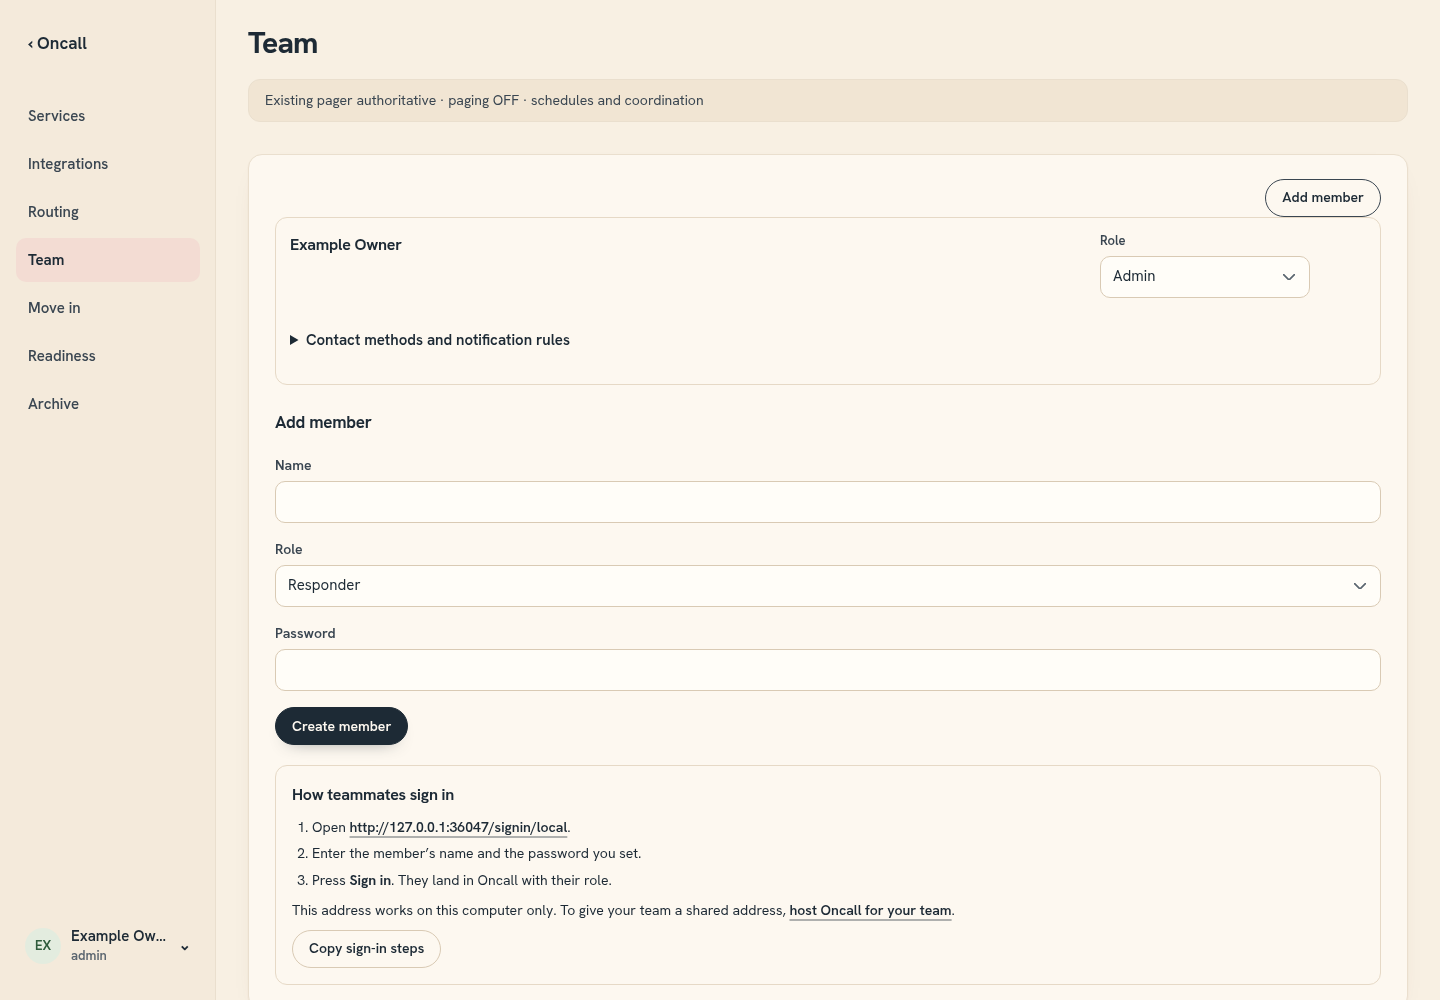 ‹ Oncall
Services
Integrations
Routing
Team
Move in
Readiness
Archive
EX
Example Ow...
admin
Team
Existing pager authoritative · paging OFF · schedules and coordination
Add member
Example Owner
Role
Admin
Contact methods and notification rules
Add member
Name
Role
Responder
Password
Create member
How teammates sign in
1. Open http://127.0.0.1:36047/signin/local.
2. Enter the member’s name and the password you set.
3. Press Sign in. They land in Oncall with their role.
This address works on this computer only. To give your team a shared address, host Oncall for your team.
Copy sign-in steps